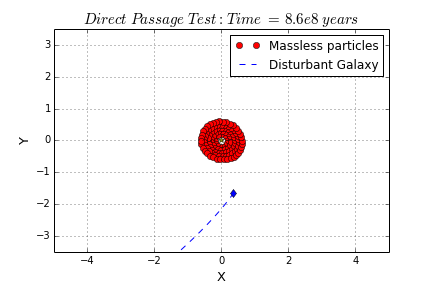 Direct Passage Test : Time = 8.6e8 years
Massless particles
Disturbant Galaxy
3
2
1
0
−1
−2
−3
Y
−4 −2 0 2 4
X